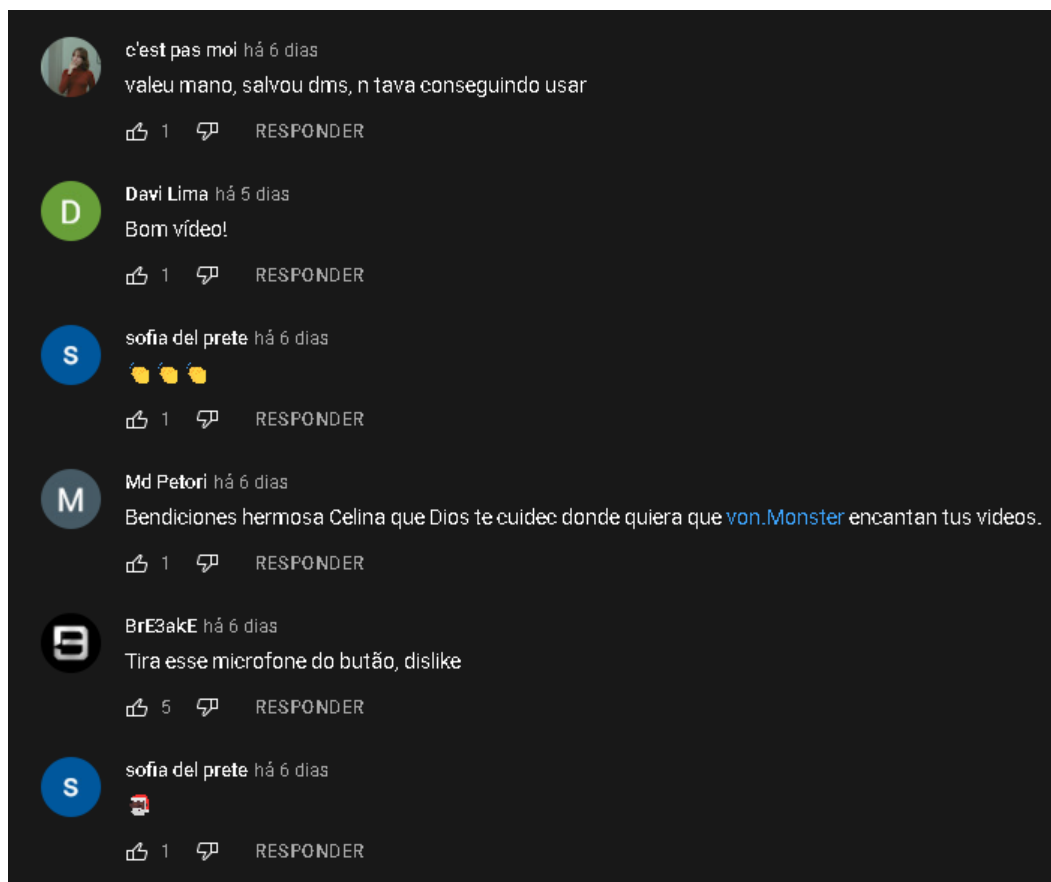 c'est pas moi há 6 dias
valeu mano, salvou dms, n tava conseguindo usar
1 RESPONDER
D
Davi Lima há 5 dias
Bom vídeo!
1 RESPONDER
S
sofia del prete há 6 dias
👏👏👏
1 RESPONDER
M
Md Petori há 6 dias
Bendiciones hermosa Celina que Dios te cuidec donde quiera que von.Monster encantan tus videos.
1 RESPONDER
BrE3akE há 6 dias
Tira esse microfone do butão, dislike
5 RESPONDER
S
sofia del prete há 6 dias
1 RESPONDER